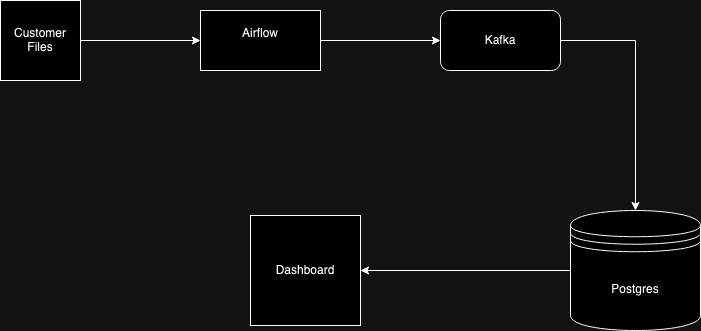 Customer
Files
Airflow
Kafka
Dashboard
Postgres